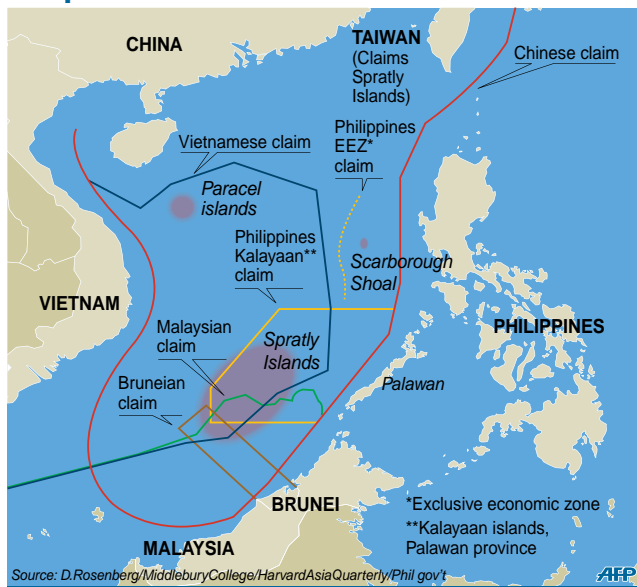 CHINA
TAIWAN
(Claims
Spratly
Islands)
Chinese claim
Philippines
EEZ*
claim
Vietnamese claim
Paracel
islands
Philippines
Kalayaan**
claim
Scarborough
Shoal
VIETNAM
Malaysian
claim
Spratly
Islands
PHILIPPINES
Bruneian
claim
Palawan
BRUNEI
*Exclusive economic zone
**Kalayaan islands,
Palawan province
MALAYSIA
Source: D.Rosenberg/MiddleburyCollege/HarvardAsiaQuarterly/Phil gov't
AFP